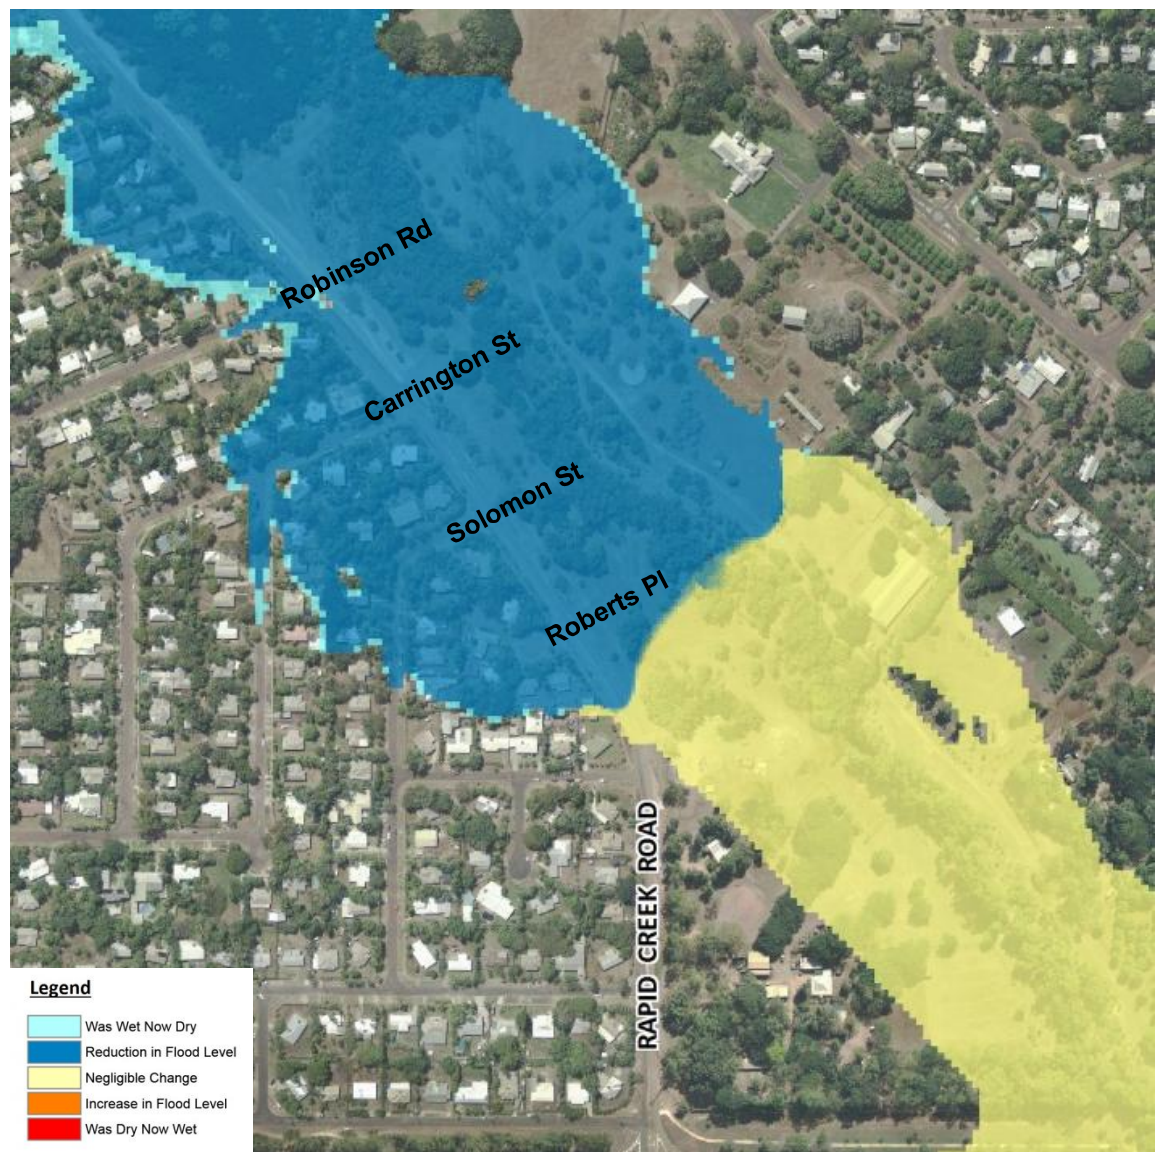 Robinson Rd
Carrington St
Solomon St
Roberts Pl
RAPID CREEK ROAD
Legend
Was Wet Now Dry
Reduction in Flood Level
Negligible Change
Increase in Flood Level
Was Dry Now Wet